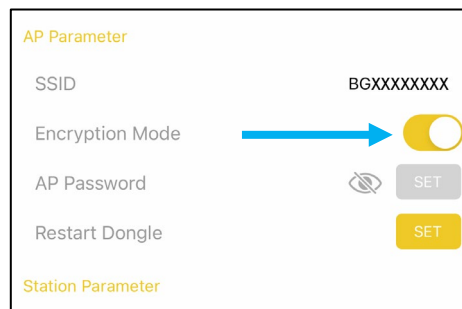 AP Parameter
SSID BGXXXXXXXX
Encryption Mode
AP Password SET
Restart Dongle SET
Station Parameter